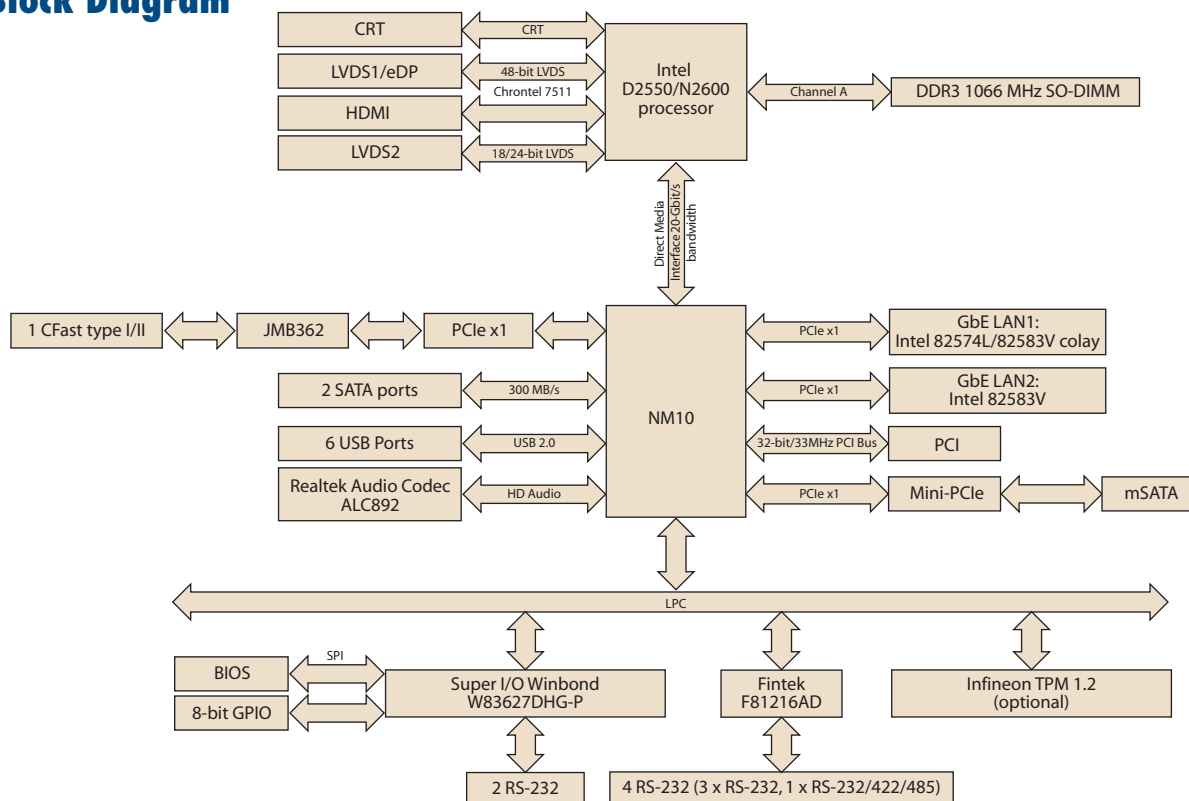 Block Diagram
CRT
CRT
LVDS1/eDP
48-bit LVDS
Chrontel 7511
HDMI
LVDS2
18/24-bit LVDS
Intel
D2550/N2600
processor
Channel A
DDR3 1066 MHz SO-DIMM
Direct Media
Interface 20-Gbit/s
bandwidth
1 CFast type I/II
JMB362
PCIe x1
2 SATA ports
300 MB/s
6 USB Ports
USB 2.0
Realtek Audio Codec
ALC892
HD Audio
NM10
PCIe x1
GbE LAN1:
Intel 82574L/82583V colay
PCIe x1
GbE LAN2:
Intel 82583V
32-bit/33MHz PCI Bus
PCI
PCIe x1
Mini-PCIe
mSATA
LPC
BIOS
SPI
8-bit GPIO
Super I/O Winbond
W83627DHG-P
Fintek
F81216AD
Infineon TPM 1.2
(optional)
2 RS-232
4 RS-232 (3 x RS-232, 1 x RS-232/422/485)